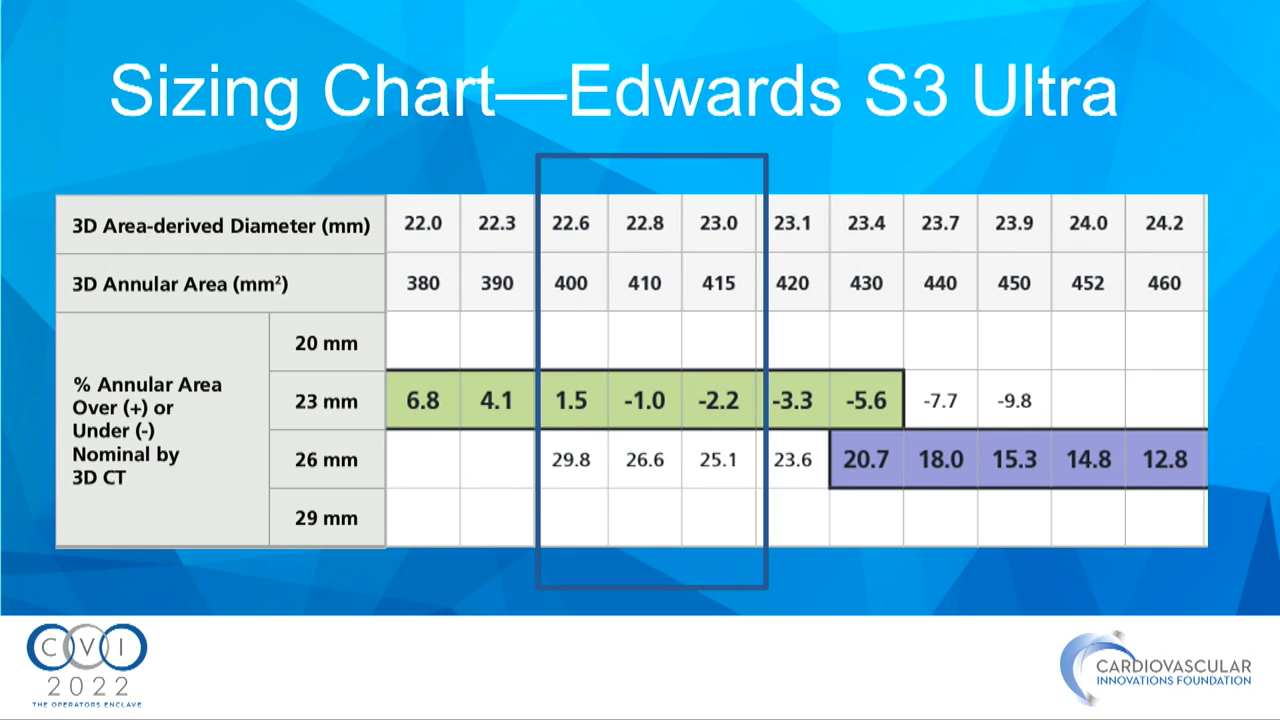 Sizing Chart—Edwards S3 Ultra
3D Area-derived Diameter (mm) 22.0 22.3 22.6 22.8 23.0 23.1 23.4 23.7 23.9 24.0 24.2
3D Annular Area (mm²) 380 390 400 410 415 420 430 440 450 452 460
% Annular Area
Over (+) or
Under (-)
Nominal by
3D CT
20 mm
23 mm 6.8 4.1 1.5 -1.0 -2.2 -3.3 -5.6 -7.7 -9.8
26 mm 29.8 26.6 25.1 23.6 20.7 18.0 15.3 14.8 12.8
29 mm
CVI
2022
THE OPERATORS ENCLAVE
CARDIOVASCULAR
INNOVATIONS FOUNDATION